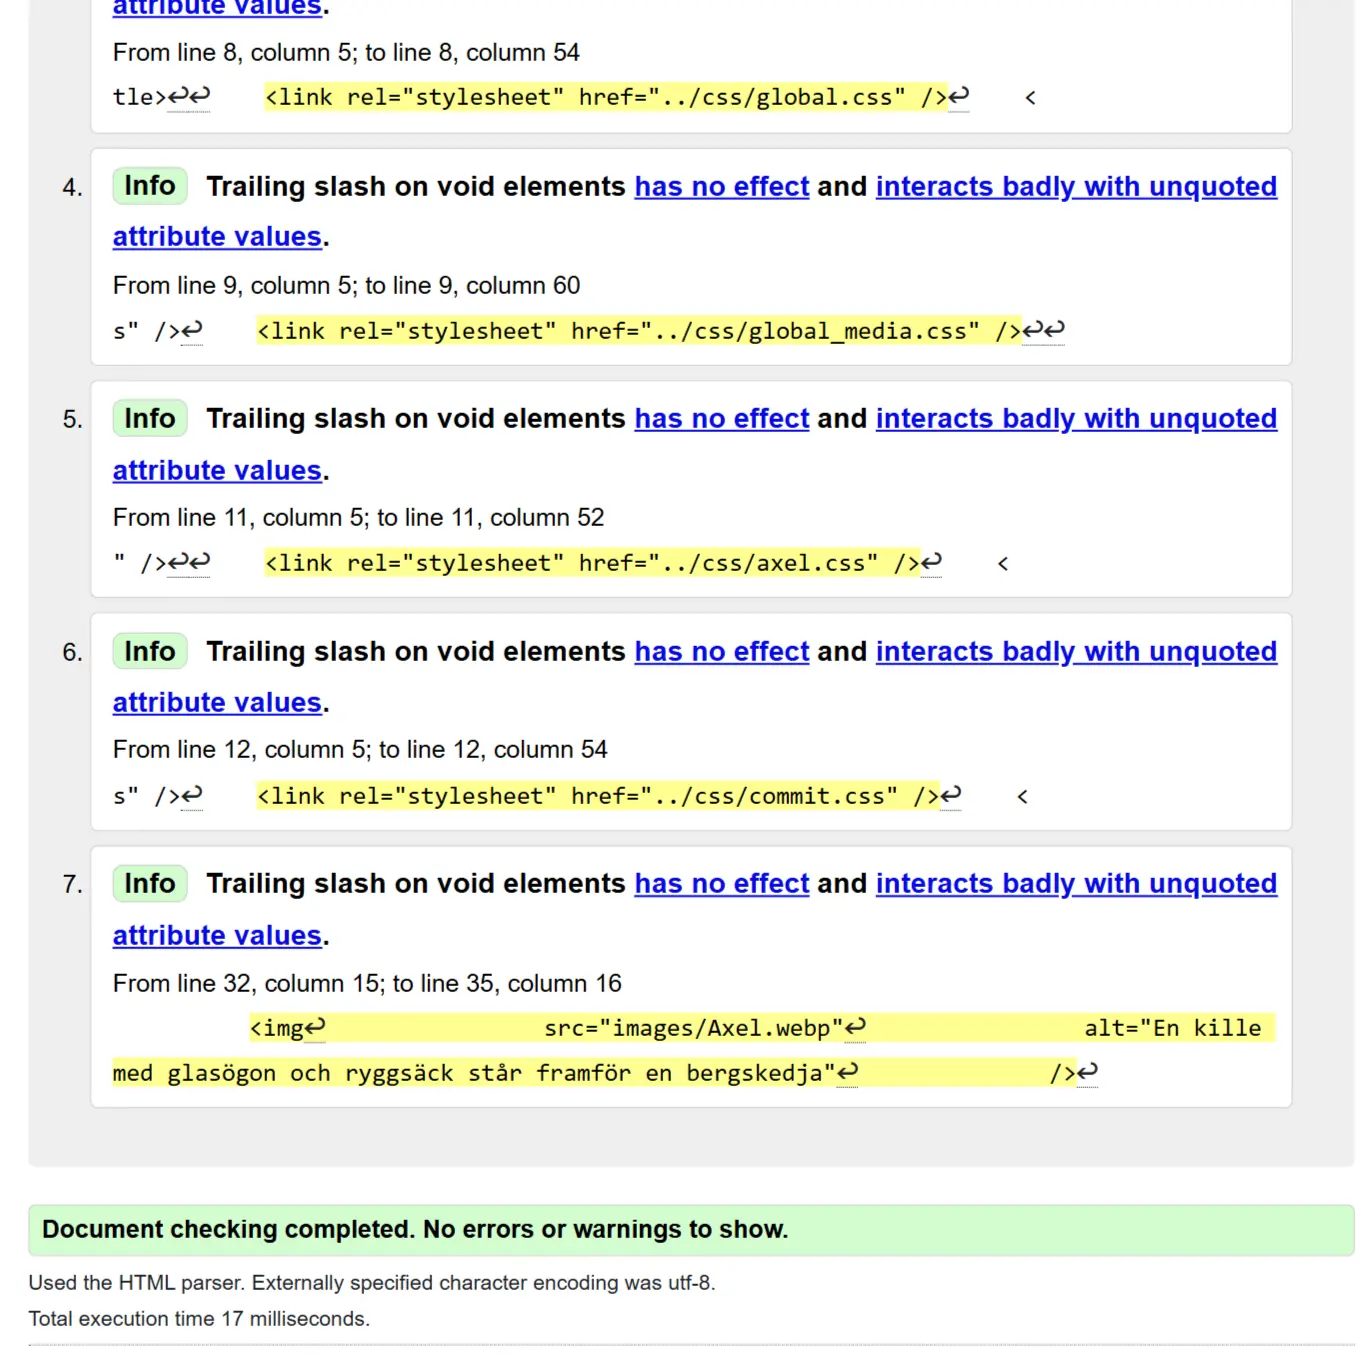 attribute values.
From line 8, column 5; to line 8, column 54
tle>↩↩    <link rel="stylesheet" href="../css/global.css" />↩    <
4. Info Trailing slash on void elements has no effect and interacts badly with unquoted
attribute values.
From line 9, column 5; to line 9, column 60
s" />↩    <link rel="stylesheet" href="../css/global_media.css" />↩↩
5. Info Trailing slash on void elements has no effect and interacts badly with unquoted
attribute values.
From line 11, column 5; to line 11, column 52
" />↩↩    <link rel="stylesheet" href="../css/axel.css" />↩    <
6. Info Trailing slash on void elements has no effect and interacts badly with unquoted
attribute values.
From line 12, column 5; to line 12, column 54
s" />↩    <link rel="stylesheet" href="../css/commit.css" />↩    <
7. Info Trailing slash on void elements has no effect and interacts badly with unquoted
attribute values.
From line 32, column 15; to line 35, column 16
<img↩                src="images/Axel.webp"↩                alt="En kille
med glasögon och ryggsäck står framför en bergskedja"↩              />↩
Document checking completed. No errors or warnings to show.
Used the HTML parser. Externally specified character encoding was utf-8.
Total execution time 17 milliseconds.